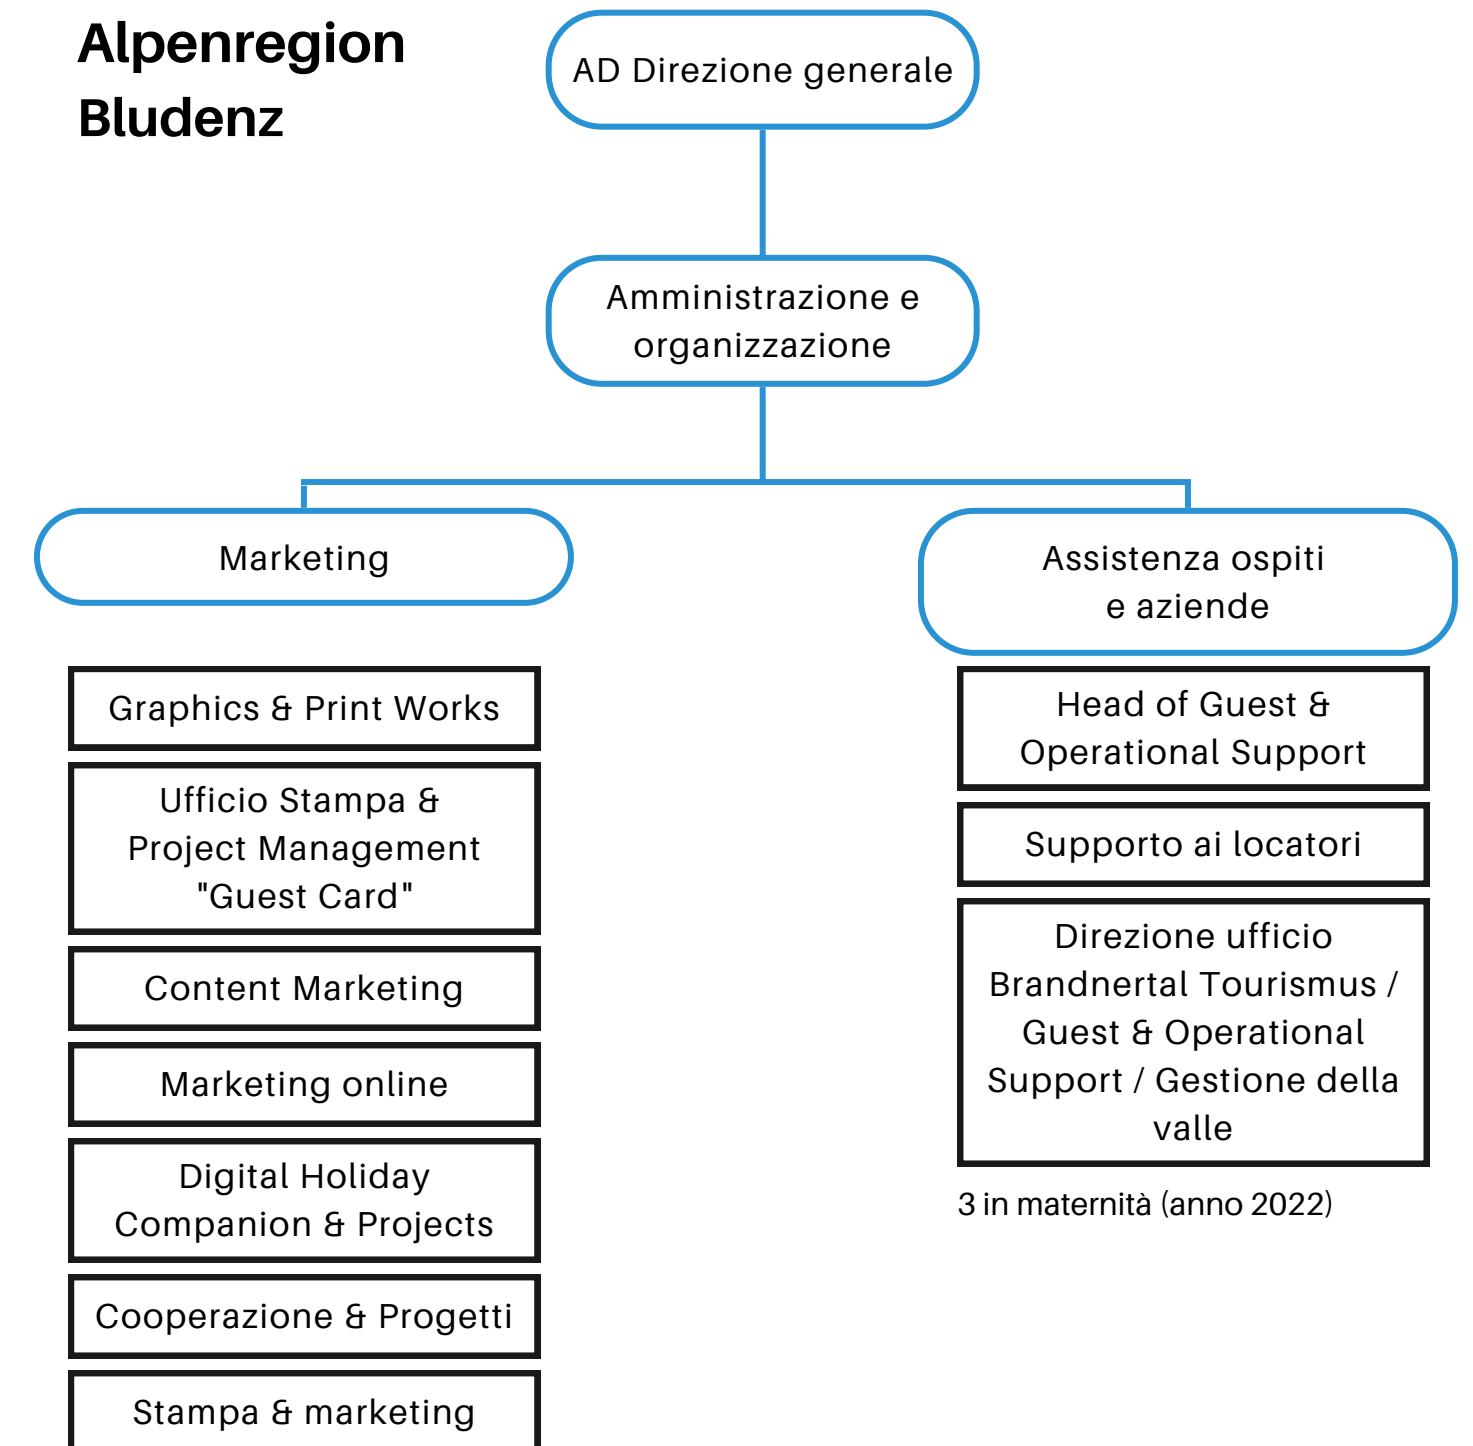 Alpenregion
Bludenz
AD Direzione generale
Amministrazione e
organizzazione
Marketing
Graphics & Print Works
Ufficio Stampa &
Project Management
"Guest Card"
Content Marketing
Marketing online
Digital Holiday
Companion & Projects
Cooperazione & Progetti
Stampa & marketing
Assistenza ospiti
e aziende
Head of Guest &
Operational Support
Supporto ai locatori
Direzione ufficio
Brandnertal Tourismus /
Guest & Operational
Support / Gestione della
valle
3 in maternità (anno 2022)